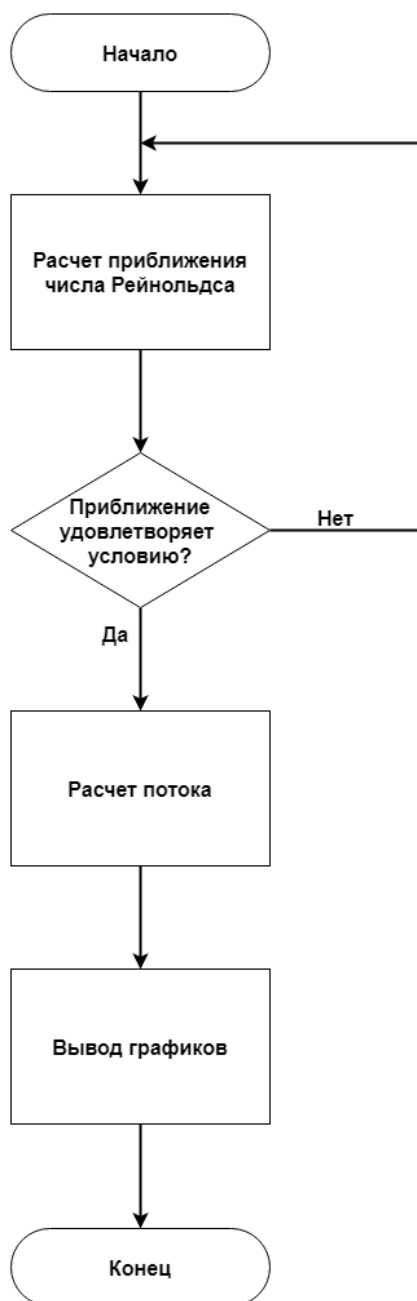 Начало
Расчет приближения
числа Рейнольдса
Приближение
удовлетворяет
условию?
Нет
Да
Расчет потока
Вывод графиков
Конец